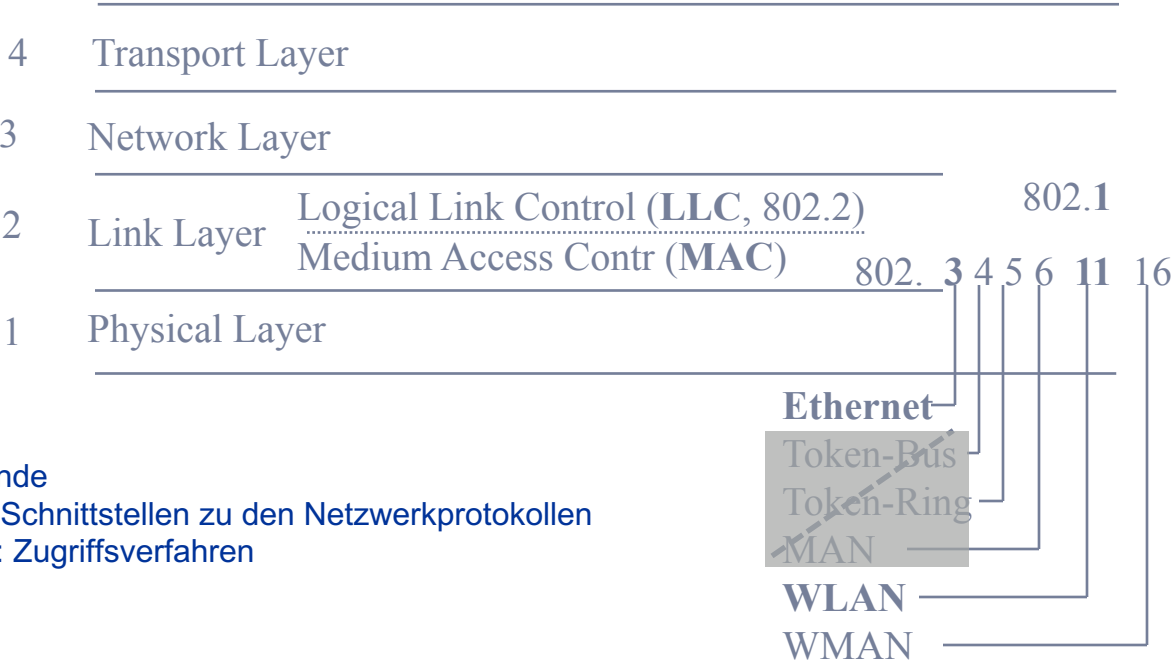 4 Transport Layer
3 Network Layer
802.1
2 Link Layer Logical Link Control (LLC, 802.2)
Medium Access Contr (MAC)
802. 3 4 5 6 11 16
1 Physical Layer
Ethernet
Token-Bus
Token-Ring
MAN
WLAN
WMAN
nde
Schnittstellen zu den Netzwerkprotokollen
: Zugriffsverfahren